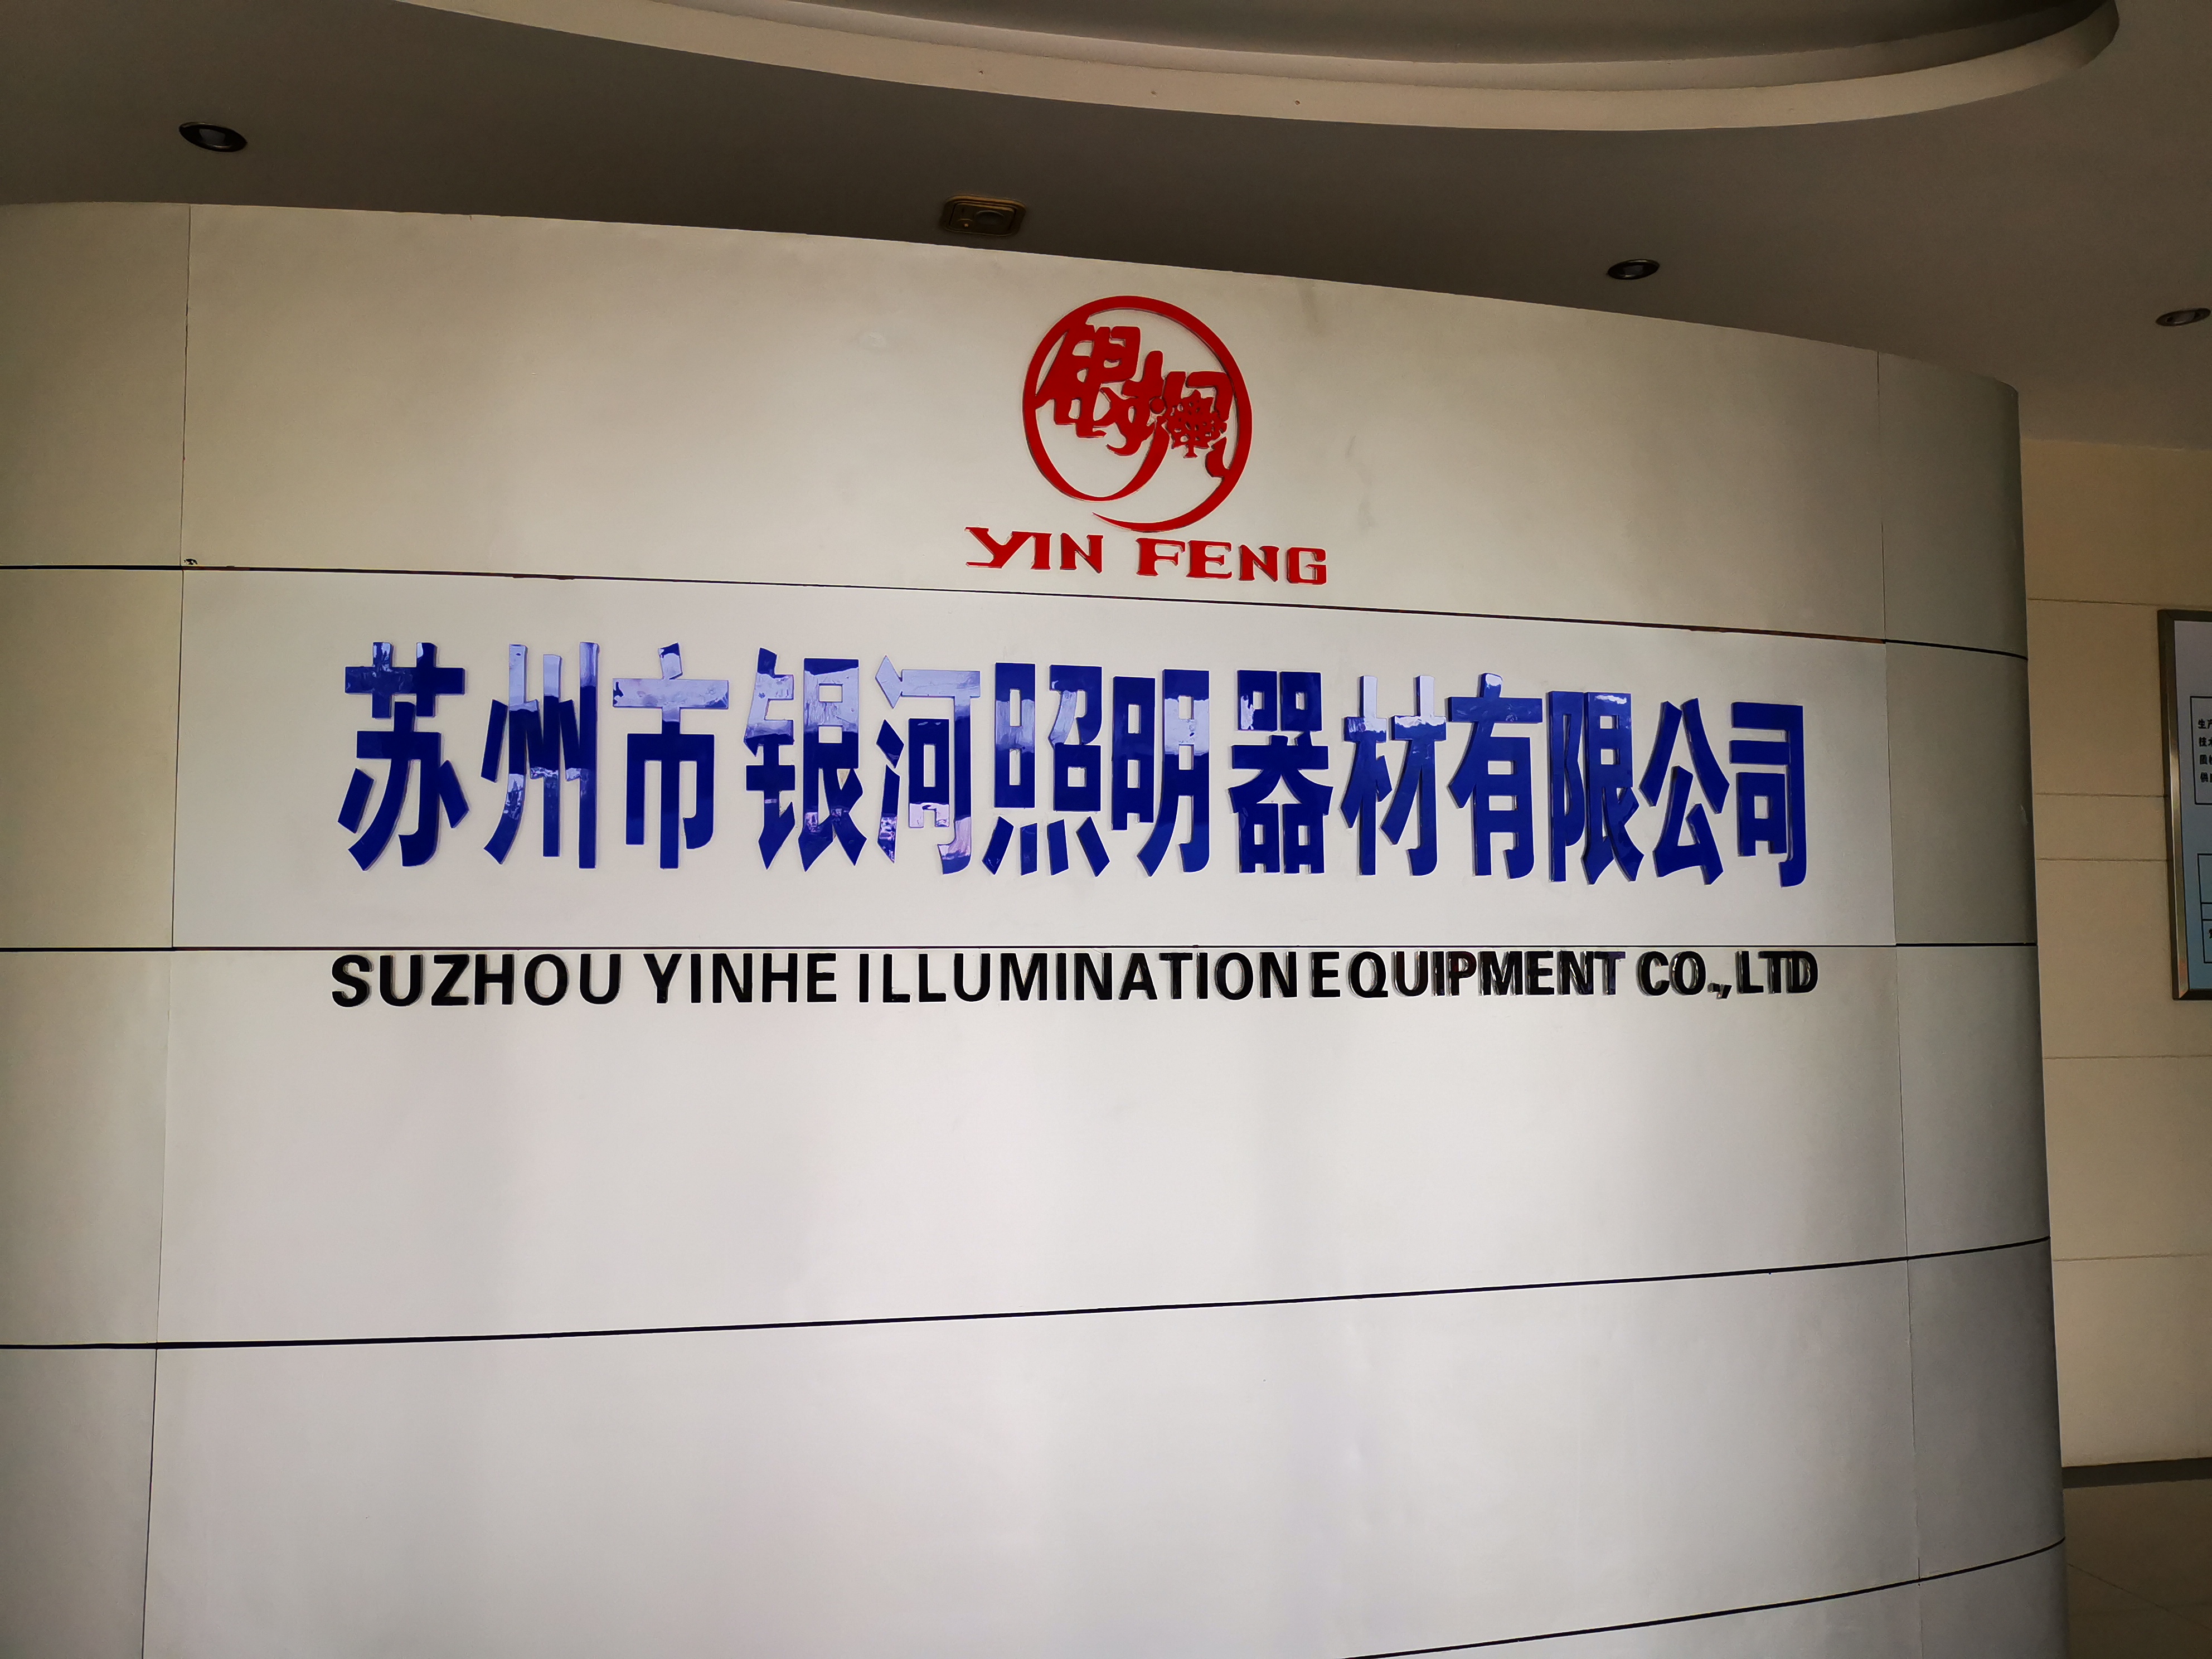 YIN FENG
苏州市银河照明器材有限公司
SUZHOU YINHE ILLUMINATION EQUIPMENT CO.,LTD